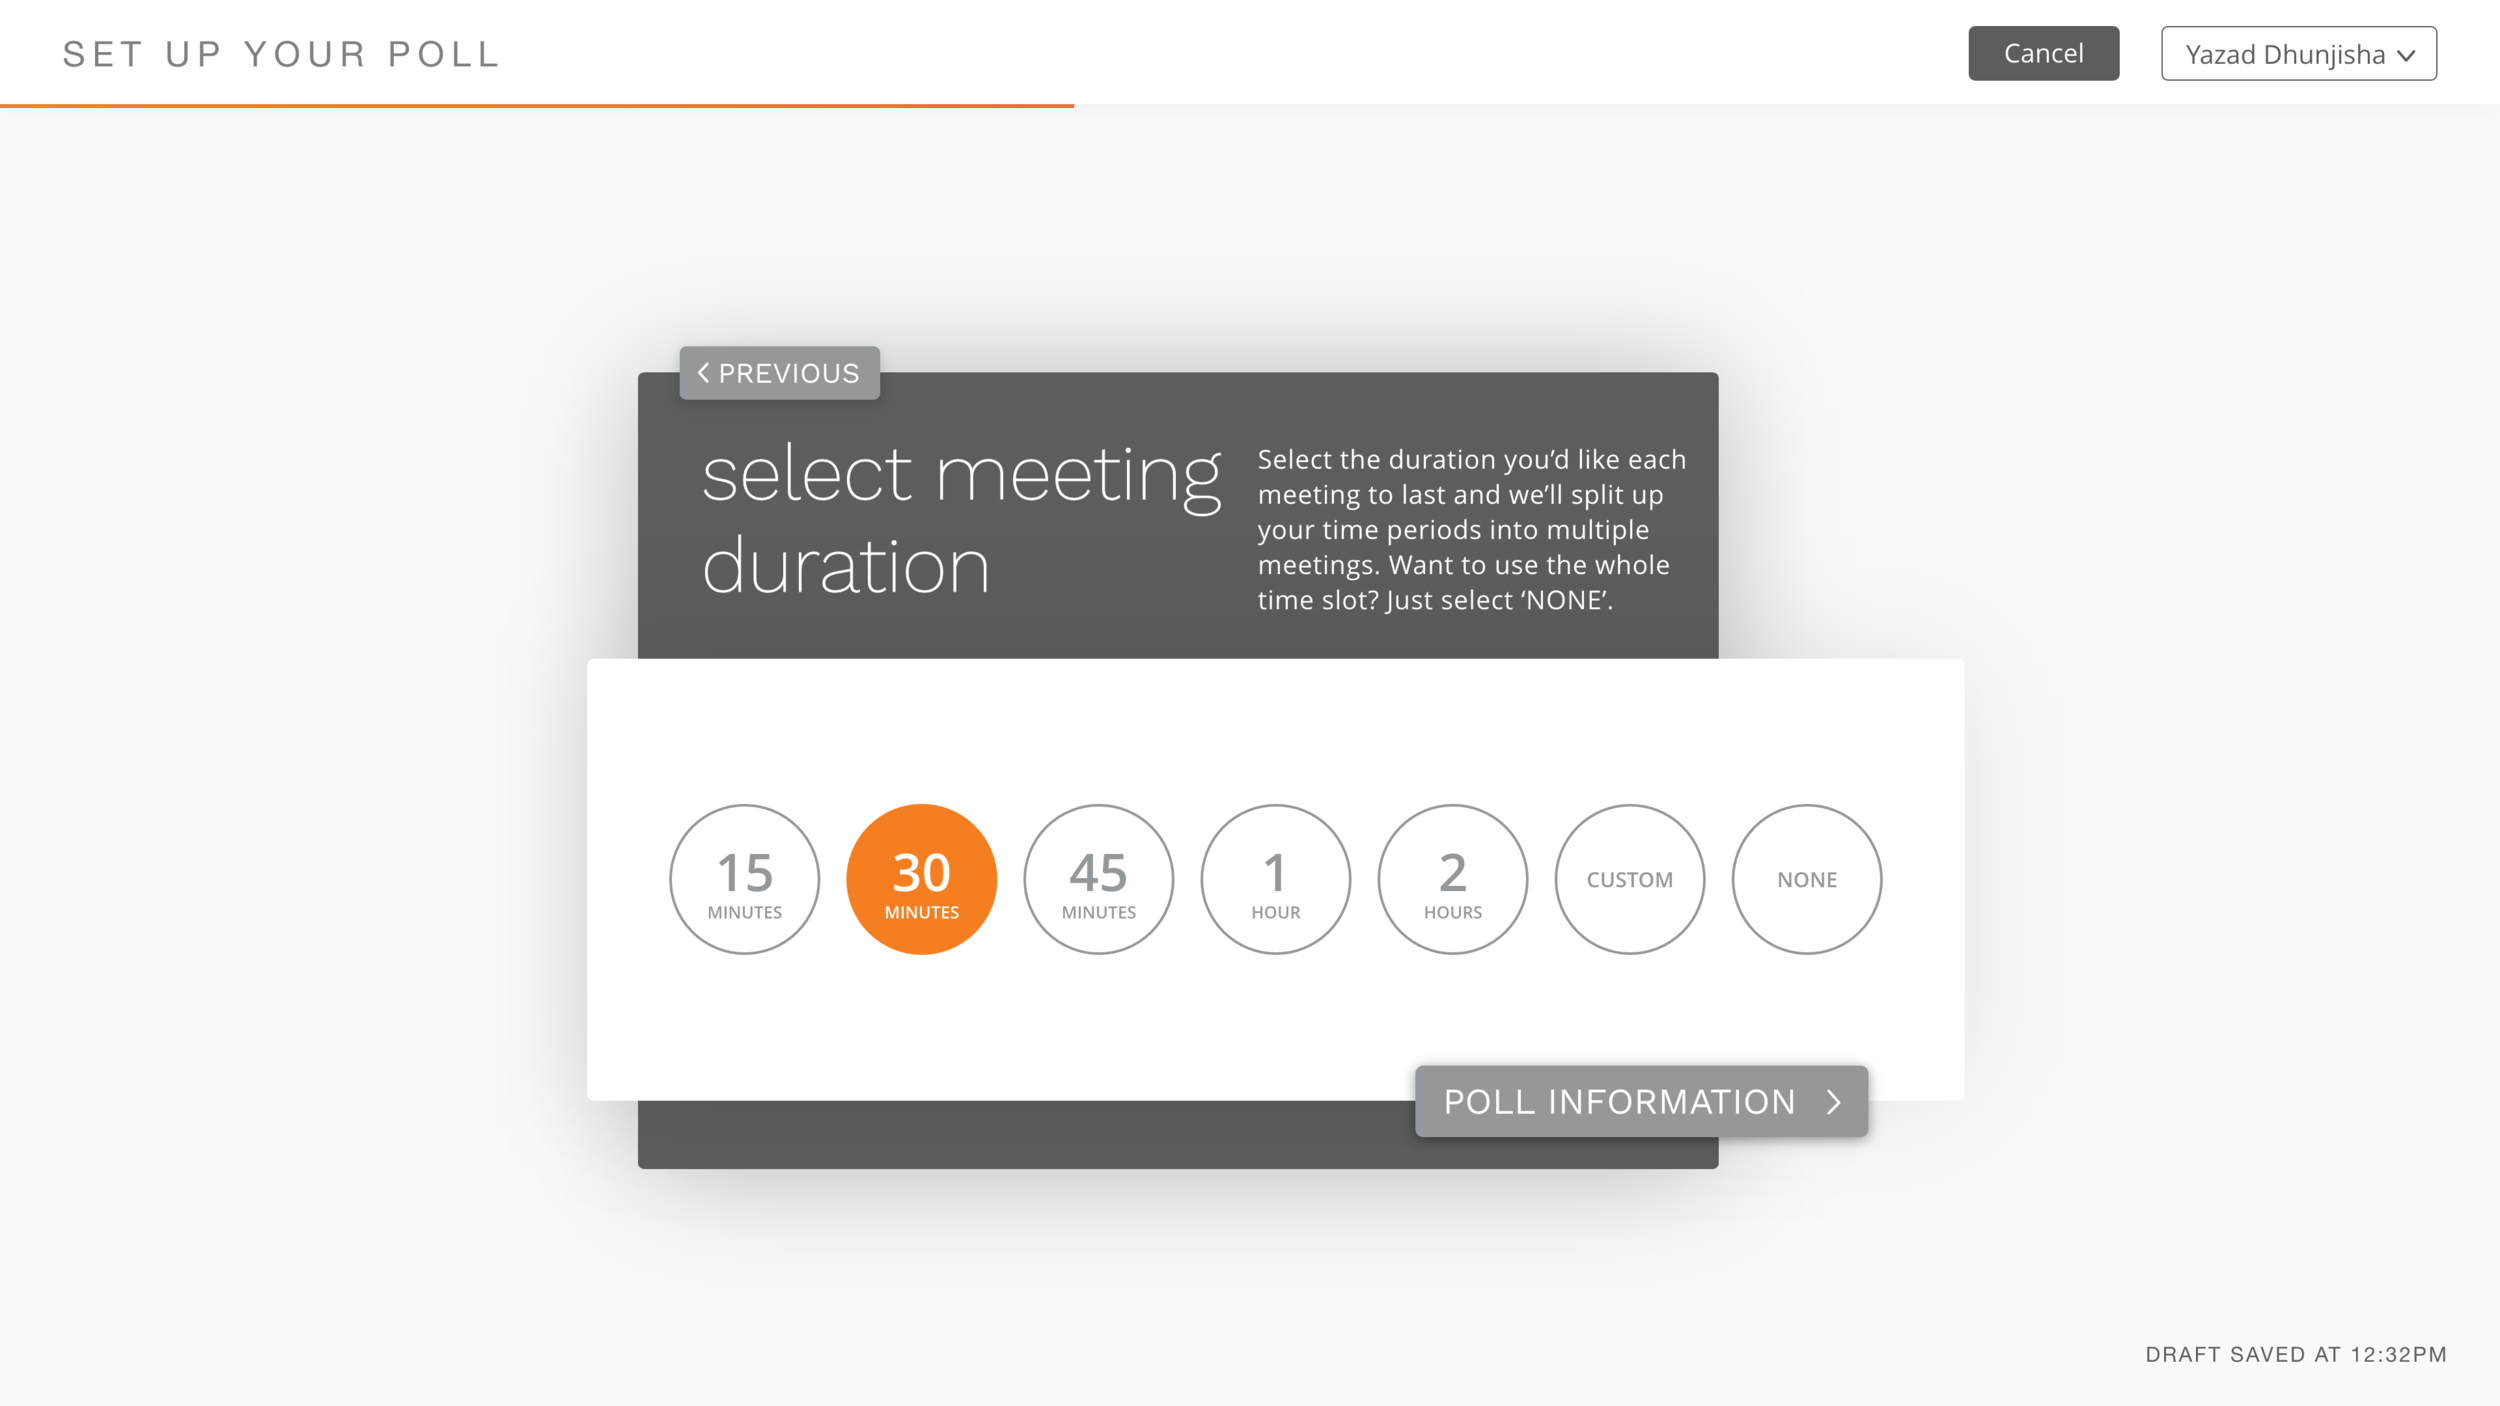 SET UP YOUR POLL
Cancel
Yazad Dhunjisha
PREVIOUS
select meeting
duration
Select the duration you’d like each
meeting to last and we’ll split up
your time periods into multiple
meetings. Want to use the whole
time slot? Just select ‘NONE’.
15
MINUTES
30
MINUTES
45
MINUTES
1
HOUR
2
HOURS
CUSTOM
NONE
POLL INFORMATION
DRAFT SAVED AT 12:32PM